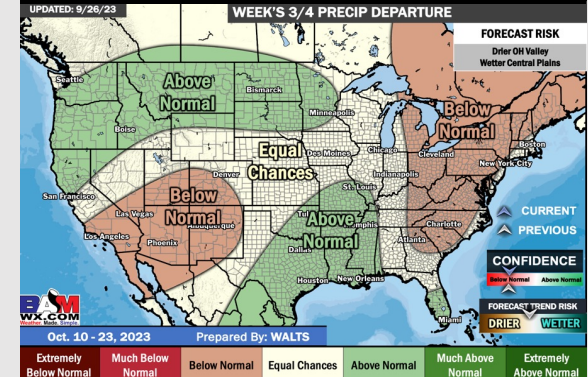 UPDATED: 9/26/23
WEEK'S 3/4 PRECIP DEPARTURE
FORECAST RISK
Drier OH Valley
Wetter Central Plains
Seattle
Above
Normal
Bismarck
Minneapolis
Below
Normal
Boise
Boston
Equal
Chances
Des Moines
Chicago
Cleveland
New York City
Denver
Indianapolis
San Francisco
Below
Normal
St. Louis
Las Vegas
Albuquerque
Tul
Above
Normal
mphis
Charlotte
CURRENT
Los Angeles
Phoenix
Dallas
Atlanta
PREVIOUS
Houston
New Orleans
CONFIDENCE
Below Normal
Above Normal
BAM
WX.COM
Weather. Made. Simple.
Miami
FORECAST TREND RISK
DRIER
WETTER
Oct. 10 - 23, 2023
Prepared By: WALTS
Extremely
Below Normal
Much Below
Normal
Below Normal
Equal Chances
Above Normal
Much Above
Normal
Extremely
Above Normal